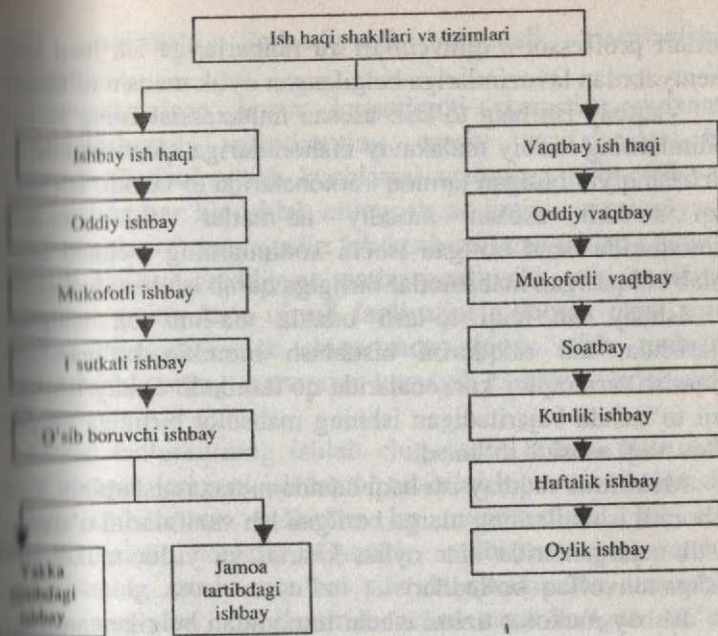 Ish haqi shakllari va tizimlari
Ishbay ish haqi
Vaqtbay ish haqi
Oddiy ishbay
Oddiy vaqtbay
Mukofotli ishbay
Mukofotli vaqtbay
sutkali ishbay
Soatbay
O'sib boruvchi ishbay
Kunlik ishbay
Haftalik ishbay
Yakka
tartibdagi
ishbay
Jamoa
tartibdagi
ishbay
Oylik ishbay